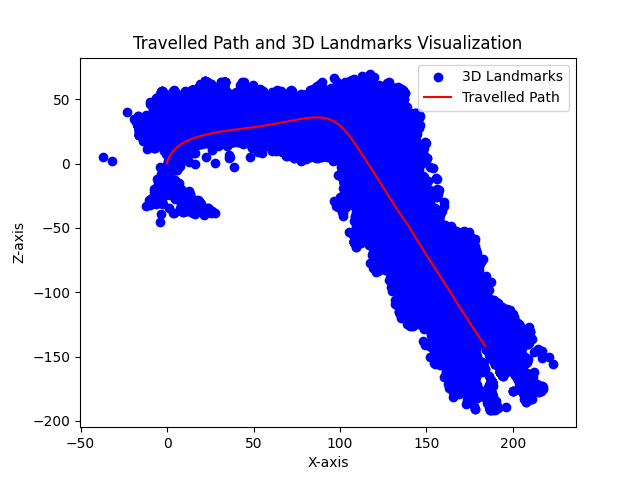 Travelled Path and 3D Landmarks Visualization
3D Landmarks
Travelled Path
50
0
−50
−100
−150
−200
Z-axis
−50
0
50
100
150
200
X-axis